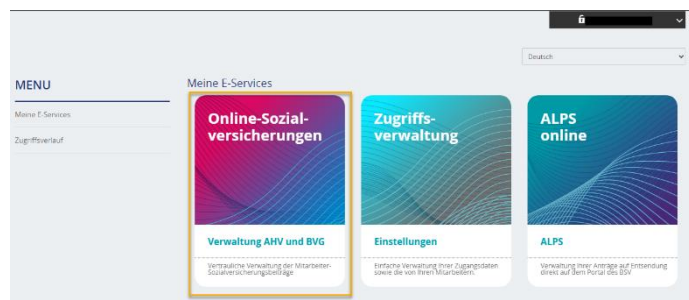 Deutsch
MENU
Meine E-Services
Zugriffsverlauf
Meine E-Services
Online-Sozial-
versicherungen
Verwaltung AHV und BVG
Vertrauliche Verwaltung der Mitarbeiter-
Sozialversicherungsbeiträge
Zugriffs-
verwaltung
Einstellungen
Einfache Verwaltung Ihrer Zugangsdaten
sowie die von Ihren Mitarbeitern.
ALPS
online
ALPS
Verwaltung Ihrer Anträge auf Entsendung
direkt auf dem Portal des BSV